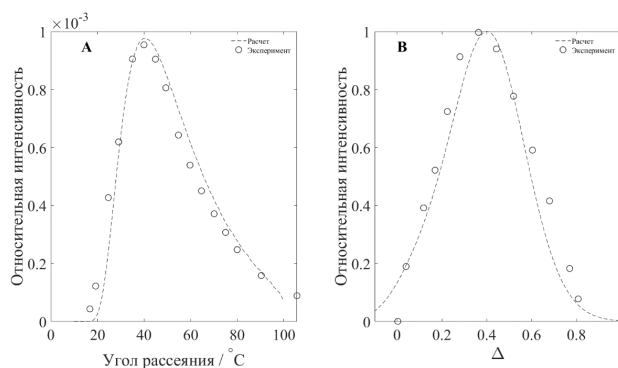 ×10⁻³
1
A
Расчет
Эксперимент
0.8
0.6
0.4
0.2
0
Относительная интенсивность
0 20 40 60 80 100
Угол рассеяния / °C
1
B
Расчет
Эксперимент
0.8
0.6
0.4
0.2
0
Относительная интенсивность
0 0.2 0.4 0.6 0.8
Δ